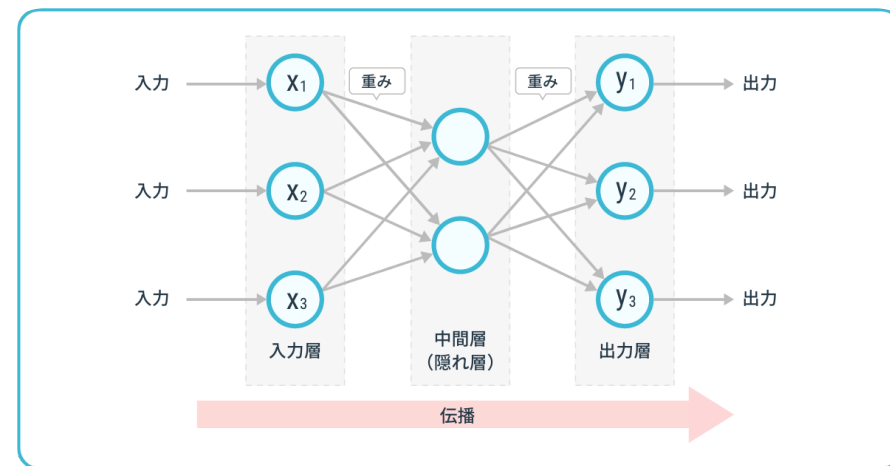 入力
x1
重み
重み
y1
出力
入力
x2
y2
出力
入力
x3
y3
出力
入力層
中間層
（隠れ層）
出力層
伝播